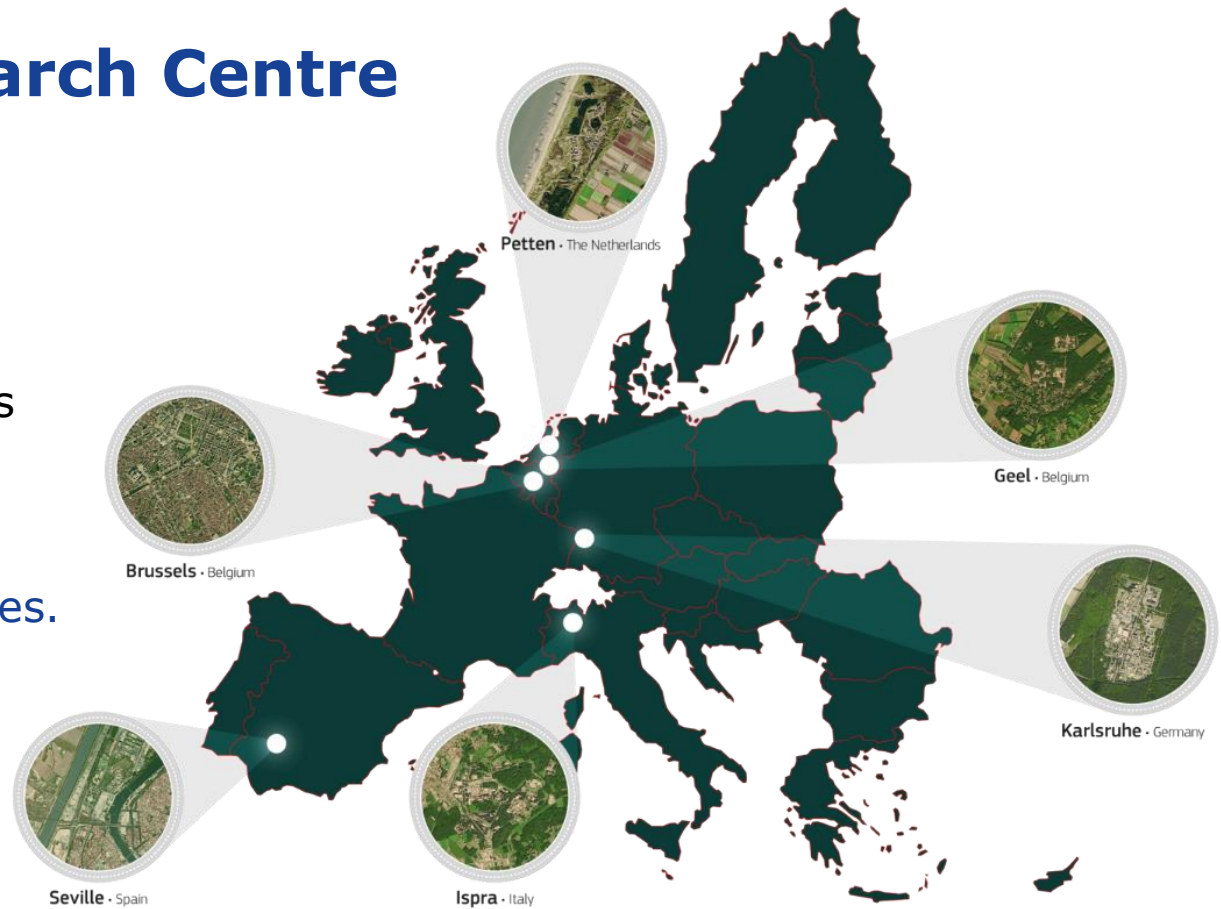 arch Centre
Petten · The Netherlands
s
Geel · Belgium
Brussels · Belgium
es.
Karlsruhe · Germany
Seville · Spain
Ispra · Italy